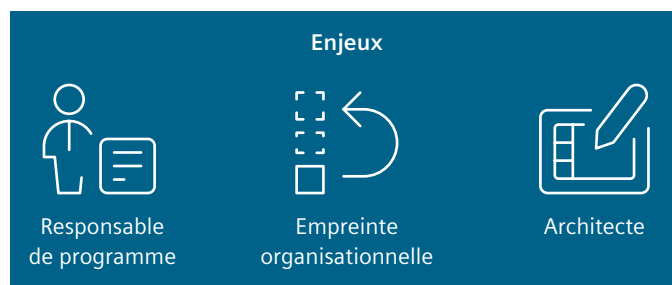 Enjeux
Responsable
de programme
Empreinte
organisationnelle
Architecte